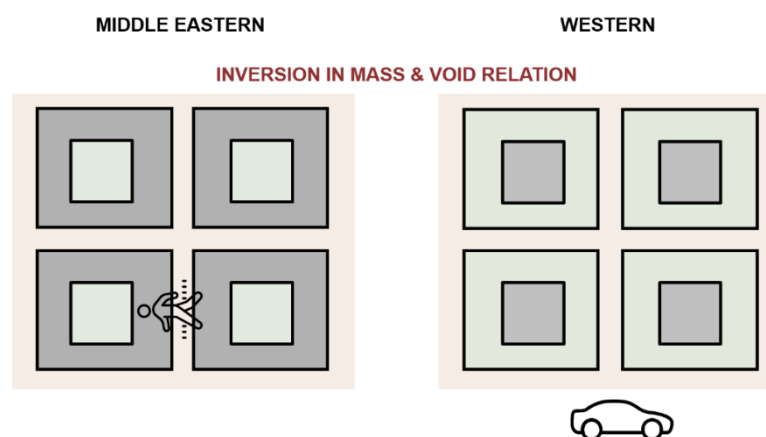 MIDDLE EASTERN
WESTERN
INVERSION IN MASS & VOID RELATION